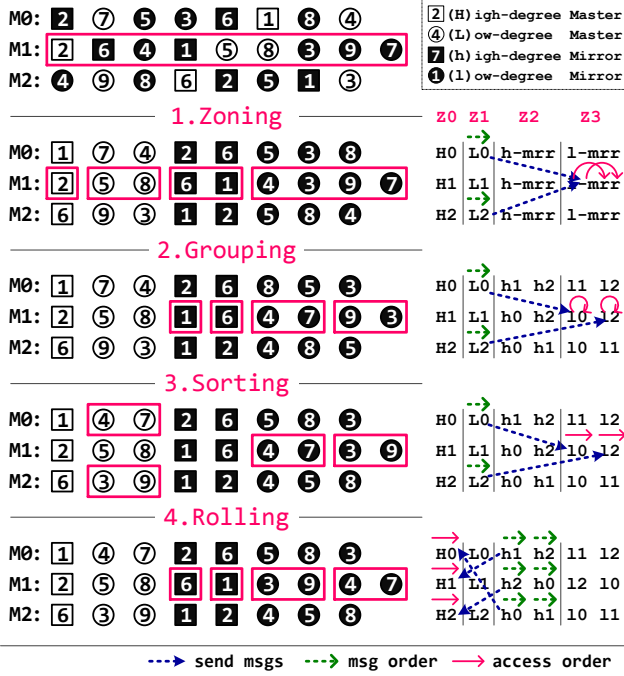 M0: 2 7 5 3 6 1 8 4
M1: 2 6 4 1 5 8 3 9 7
M2: 4 9 8 6 2 5 1 3
2 (H)igh-degree Master
4 (L)ow-degree Master
7 (h)igh-degree Mirror
1 (l)ow-degree Mirror
1.Zoning
Z0 Z1 Z2 Z3
M0: 1 7 4 2 6 5 3 8
H0 L0 h-mrr l-mrr
M1: 2 5 8 6 1 4 3 9 7
H1 L1 h-mrr l-mrr
M2: 6 9 3 1 2 5 8 4
H2 L2 h-mrr l-mrr
2.Grouping
M0: 1 7 4 2 6 8 5 3
H0 L0 h1 h2 l1 l2
M1: 2 5 8 1 6 4 7 9 3
H1 L1 h0 h2 l0 l2
M2: 6 9 3 1 2 4 8 5
H2 L2 h0 h1 l0 l1
3.Sorting
M0: 1 4 7 2 6 5 8 3
H0 L0 h1 h2 l1 l2
M1: 2 5 8 1 6 4 7 3 9
H1 L1 h0 h2 l0 l2
M2: 6 3 9 1 2 4 5 8
H2 L2 h0 h1 l0 l1
4.Rolling
M0: 1 4 7 2 6 5 8 3
H0 L0 h1 h2 l1 l2
M1: 2 5 8 6 1 3 9 4 7
H1 L1 h2 h0 l2 l0
M2: 6 3 9 1 2 4 5 8
H2 L2 h0 h1 l0 l1
send msgs msg order access order